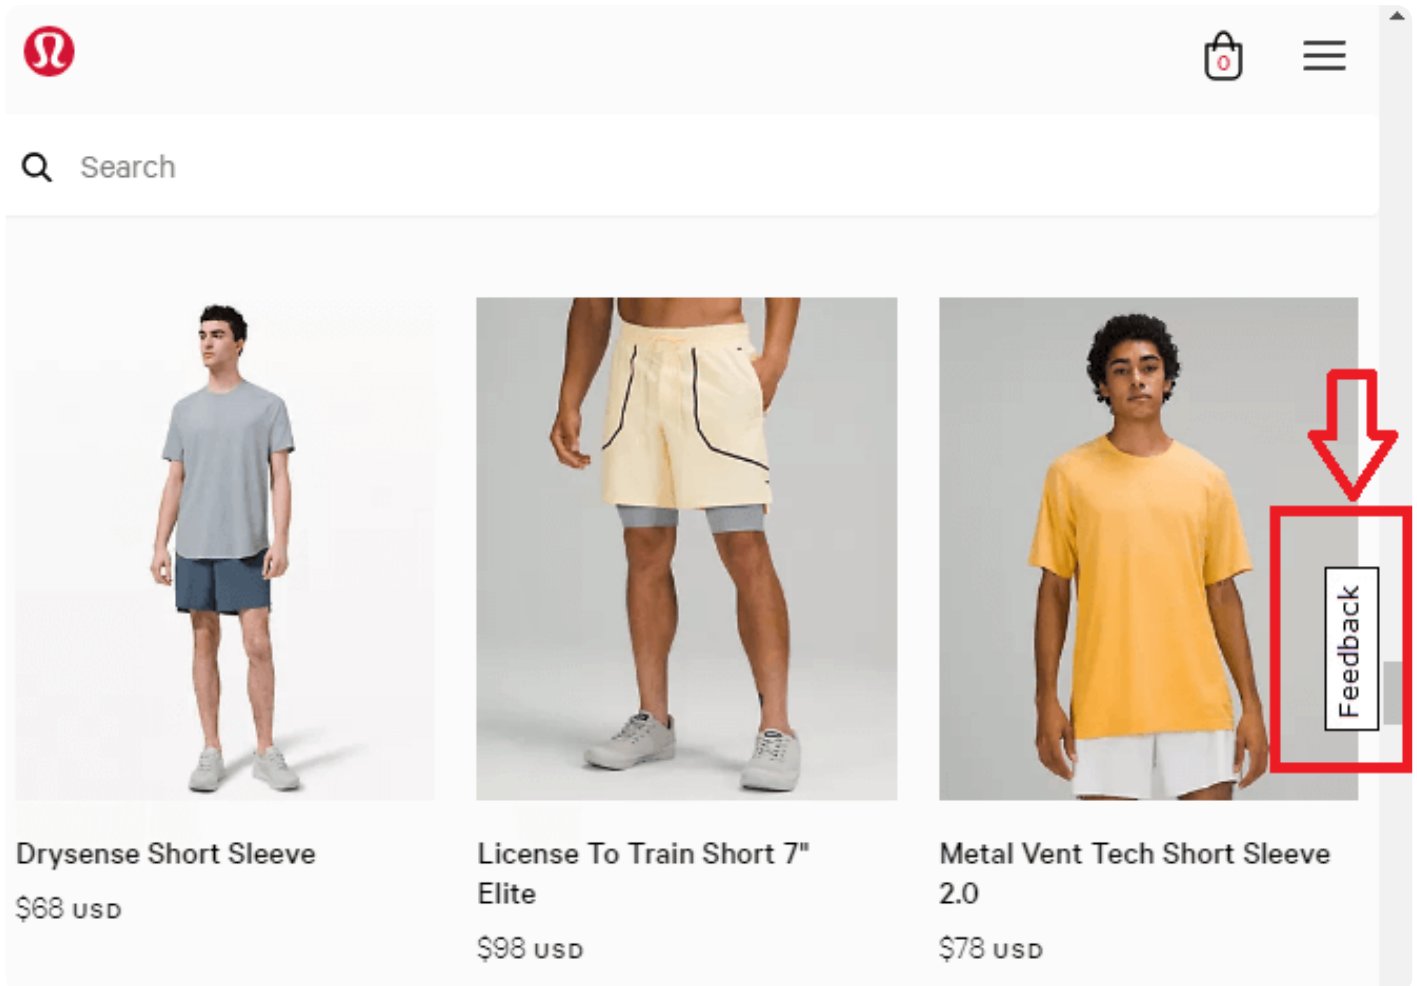 0
Search
Feedback
Drysense Short Sleeve
$68 USD
License To Train Short 7"
Elite
$98 USD
Metal Vent Tech Short Sleeve
2.0
$78 USD